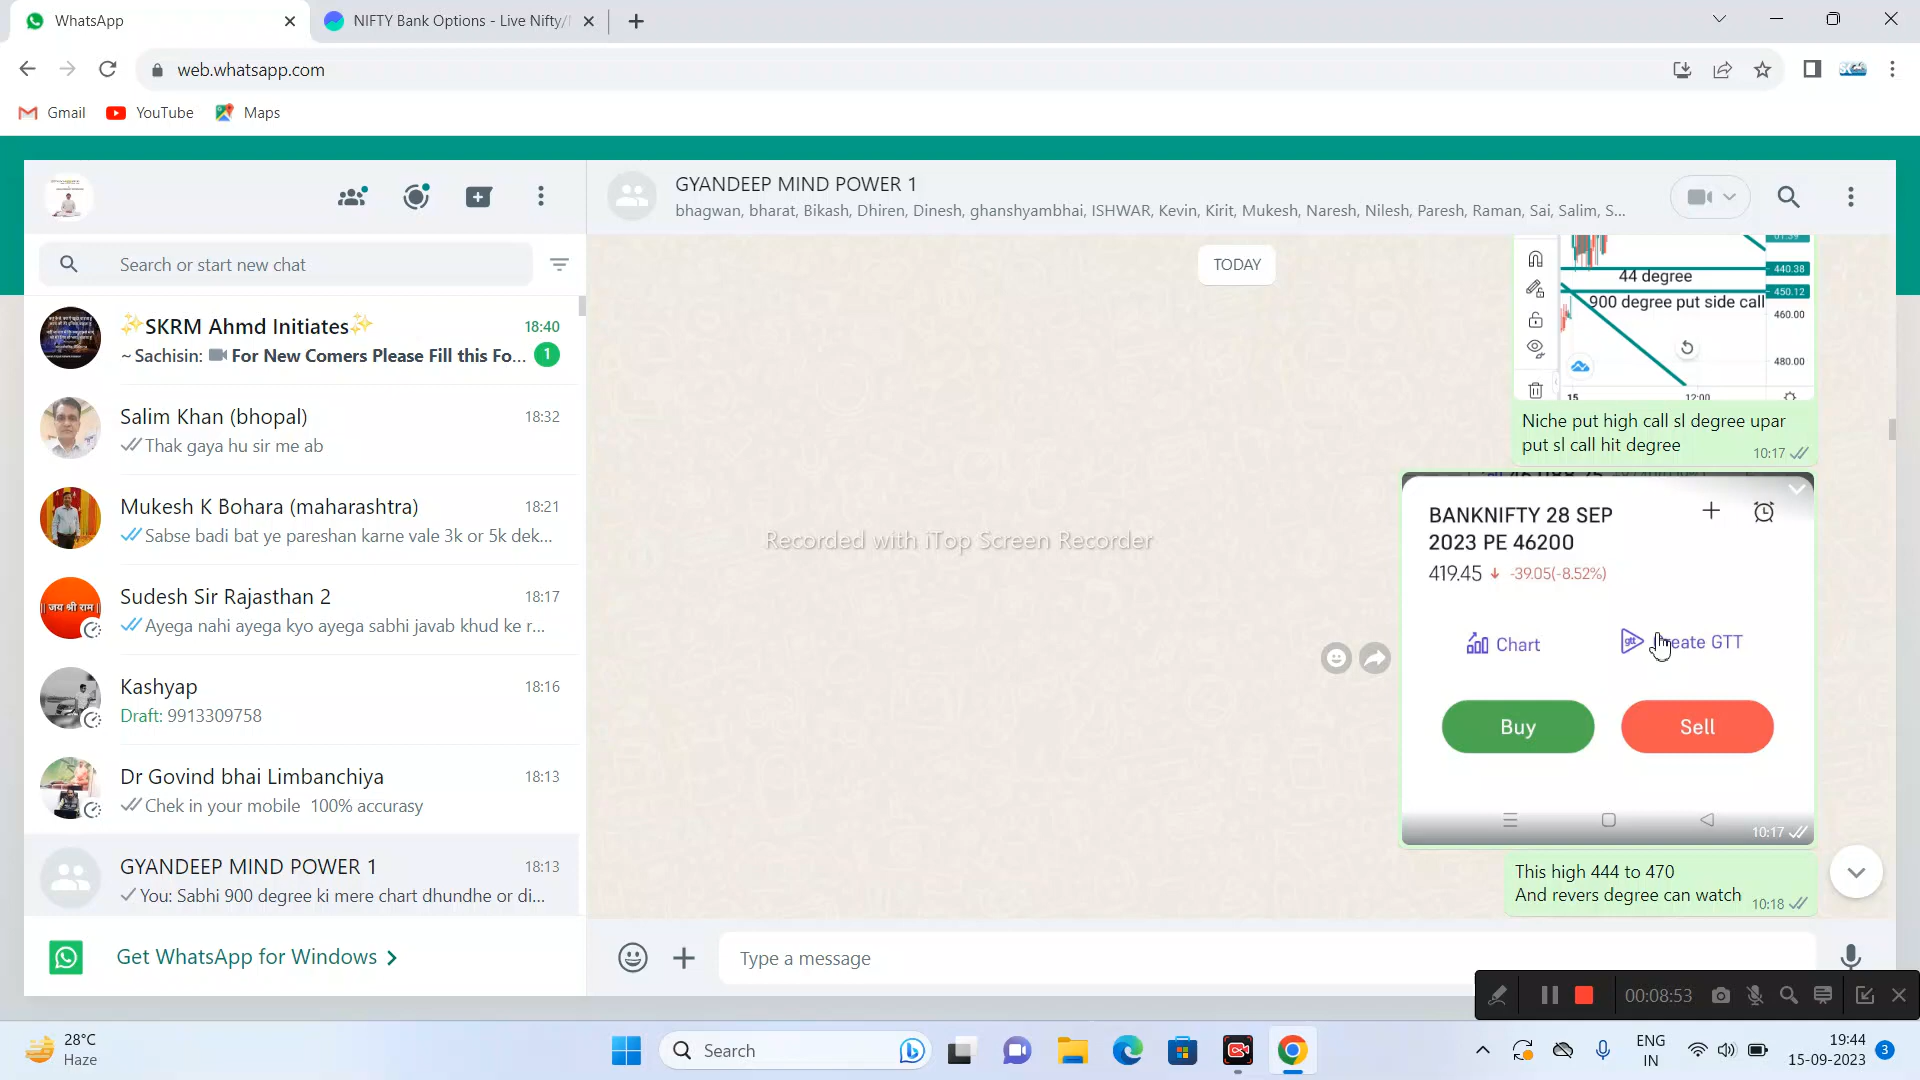 WhatsApp
NIFTY Bank Options - Live Nifty/
web.whatsapp.com
Gmail
YouTube
Maps
GYANDEEP MIND POWER 1
bhagwan, bharat, Bikash, Dhiren, Dinesh, ghanshyambhai, ISHWAR, Kevin, Kirit, Mukesh, Naresh, Nilesh, Paresh, Raman, Sai, Salim, S...
Search or start new chat
✨SKRM Ahmd Initiates✨
18:40
~ Sachisin: For New Comers Please Fill this Fo...
1
Salim Khan (bhopal)
18:32
Thak gaya hu sir me ab
Mukesh K Bohara (maharashtra)
18:21
Sabse badi bat ye pareshan karne vale 3k or 5k dek...
|| जय श्री राम ||
Sudesh Sir Rajasthan 2
18:17
Ayega nahi ayega kyo ayega sabhi javab khud ke r...
Kashyap
18:16
Draft: 9913309758
Dr Govind bhai Limbanchiya
18:13
Chek in your mobile 100% accurasy
GYANDEEP MIND POWER 1
18:13
You: Sabhi 900 degree ki mere chart dhundhe or di...
Get WhatsApp for Windows
TODAY
440.38
44 degree
450.12
900 degree put side call
460.00
480.00
15
12:00
Niche put high call sl degree upar
put sl call hit degree
10:17
Recorded with iTop Screen Recorder
BANKNIFTY 28 SEP
2023 PE 46200
419.45 -39.05(-8.52%)
Chart
gtt
eate GTT
Buy
Sell
10:17
This high 444 to 470
And revers degree can watch
10:18
Type a message
00:08:53
28°C
Haze
Search
ENG
IN
19:44
15-09-2023
3